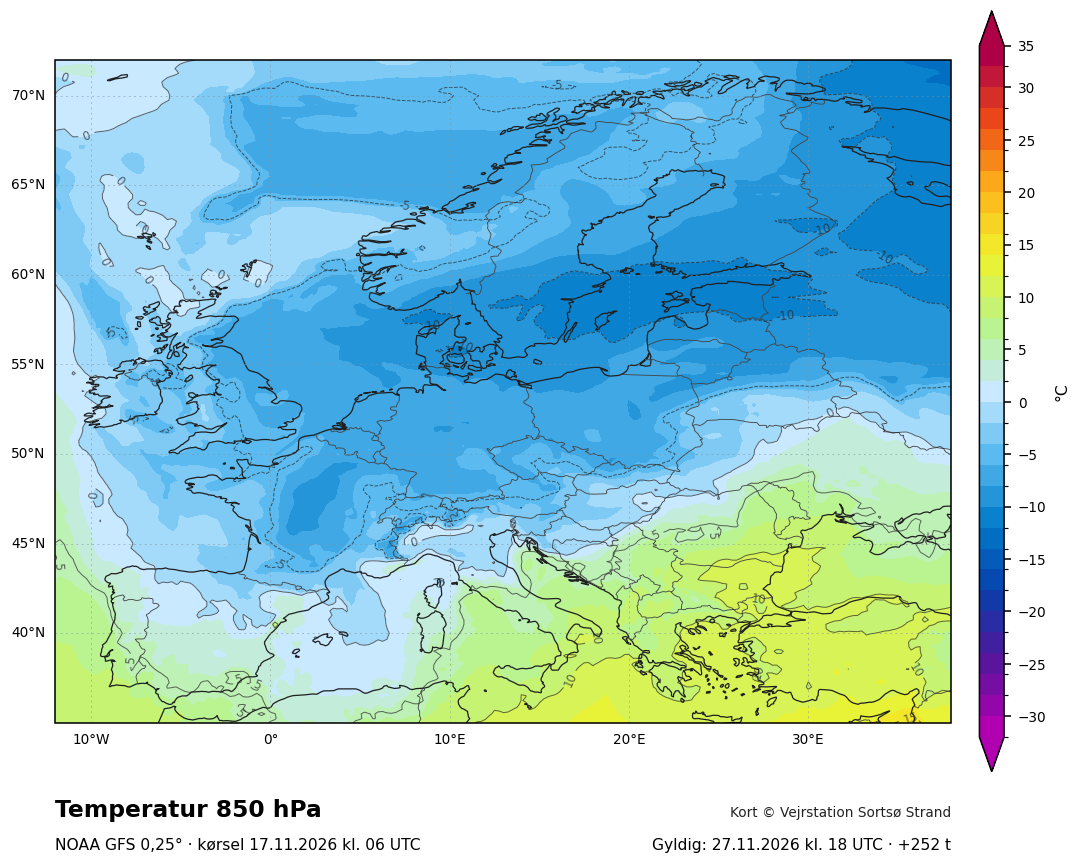 35
30
25
20
15
10
5
0
−5
−10
−15
−20
−25
−30
°C
70°N
65°N
60°N
55°N
50°N
45°N
40°N
10°W 0° 10°E 20°E 30°E
Temperatur 850 hPa
Kort © Vejrstation Sortsø Strand
NOAA GFS 0,25° · kørsel 17.11.2026 kl. 06 UTC
Gyldig: 27.11.2026 kl. 18 UTC · +252 t